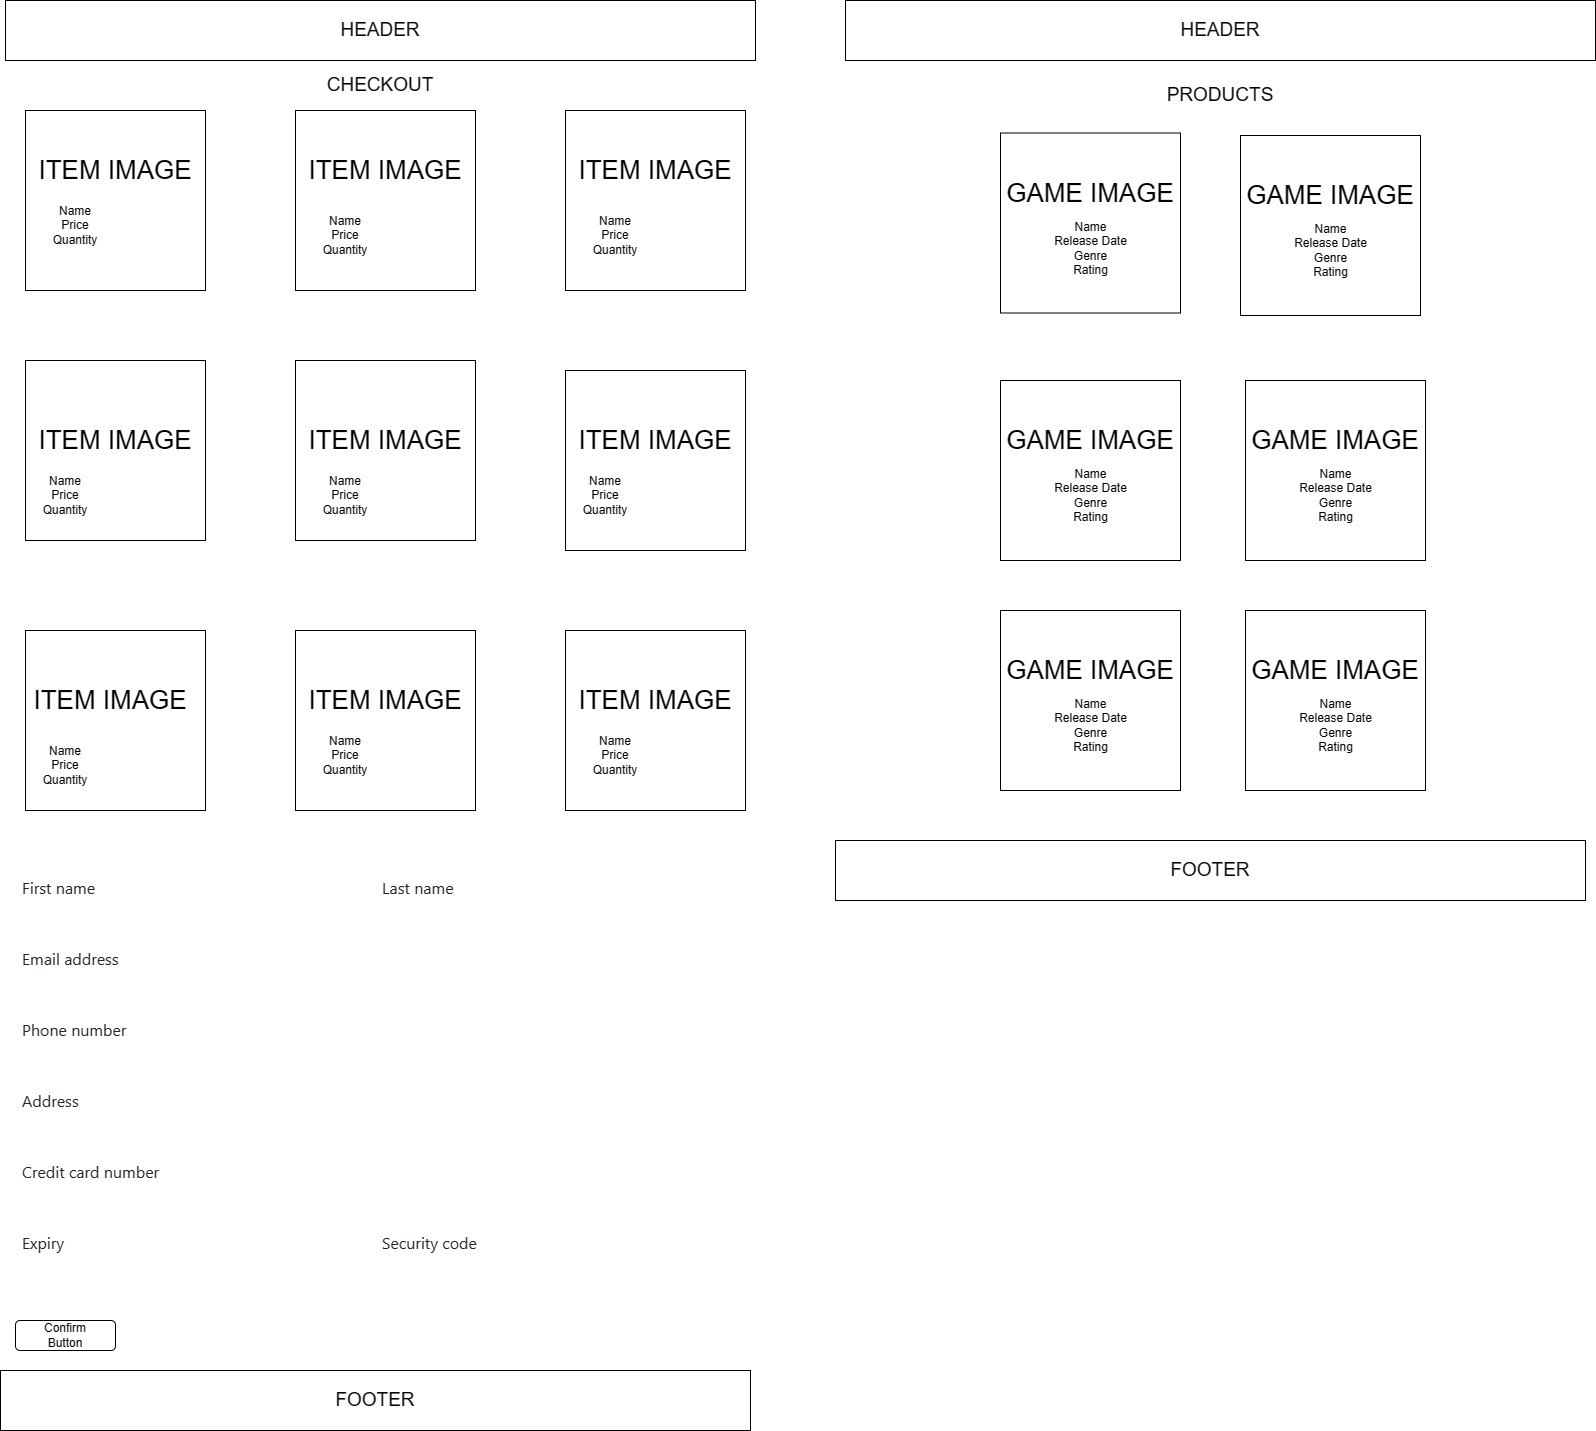 HEADER
CHECKOUT
ITEM IMAGE
Name
Price
Quantity
ITEM IMAGE
Name
Price
Quantity
ITEM IMAGE
Name
Price
Quantity
ITEM IMAGE
Name
Price
Quantity
ITEM IMAGE
Name
Price
Quantity
ITEM IMAGE
Name
Price
Quantity
ITEM IMAGE
Name
Price
Quantity
ITEM IMAGE
Name
Price
Quantity
ITEM IMAGE
Name
Price
Quantity
First name
Last name
Email address
Phone number
Address
Credit card number
Expiry
Security code
Confirm
Button
FOOTER
HEADER
PRODUCTS
GAME IMAGE
Name
Release Date
Genre
Rating
GAME IMAGE
Name
Release Date
Genre
Rating
GAME IMAGE
Name
Release Date
Genre
Rating
GAME IMAGE
Name
Release Date
Genre
Rating
GAME IMAGE
Name
Release Date
Genre
Rating
GAME IMAGE
Name
Release Date
Genre
Rating
FOOTER